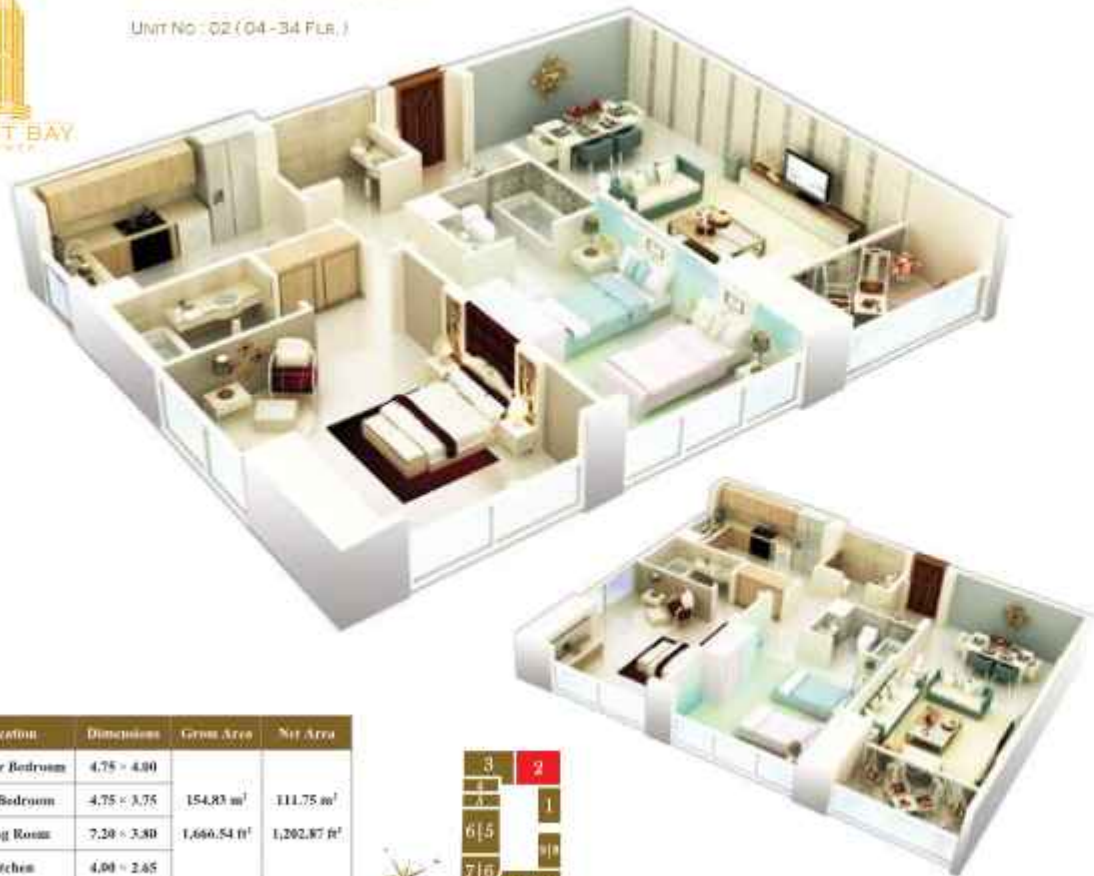 UNIT NO : 02 ( 04 - 34 FLR. )
T BAY
Dimensions Gross Area Net Area
r Bedroom 4.75 × 4.00
Bedroom 4.75 × 3.75 154.83 m² 111.75 m²
g Room 7.20 × 3.80 1,666.54 ft² 1,202.87 ft²
tchen 4.00 × 2.65
3 2
1
6 5
7 6